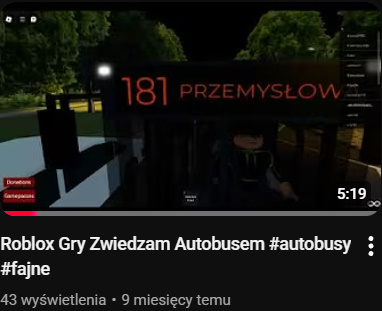 181 PRZEMYSŁOW
Donations
Gamepasses
5:19
Roblox Gry Zwiedzam Autobusem #autobusy
#fajne
43 wyświetlenia • 9 miesięcy temu